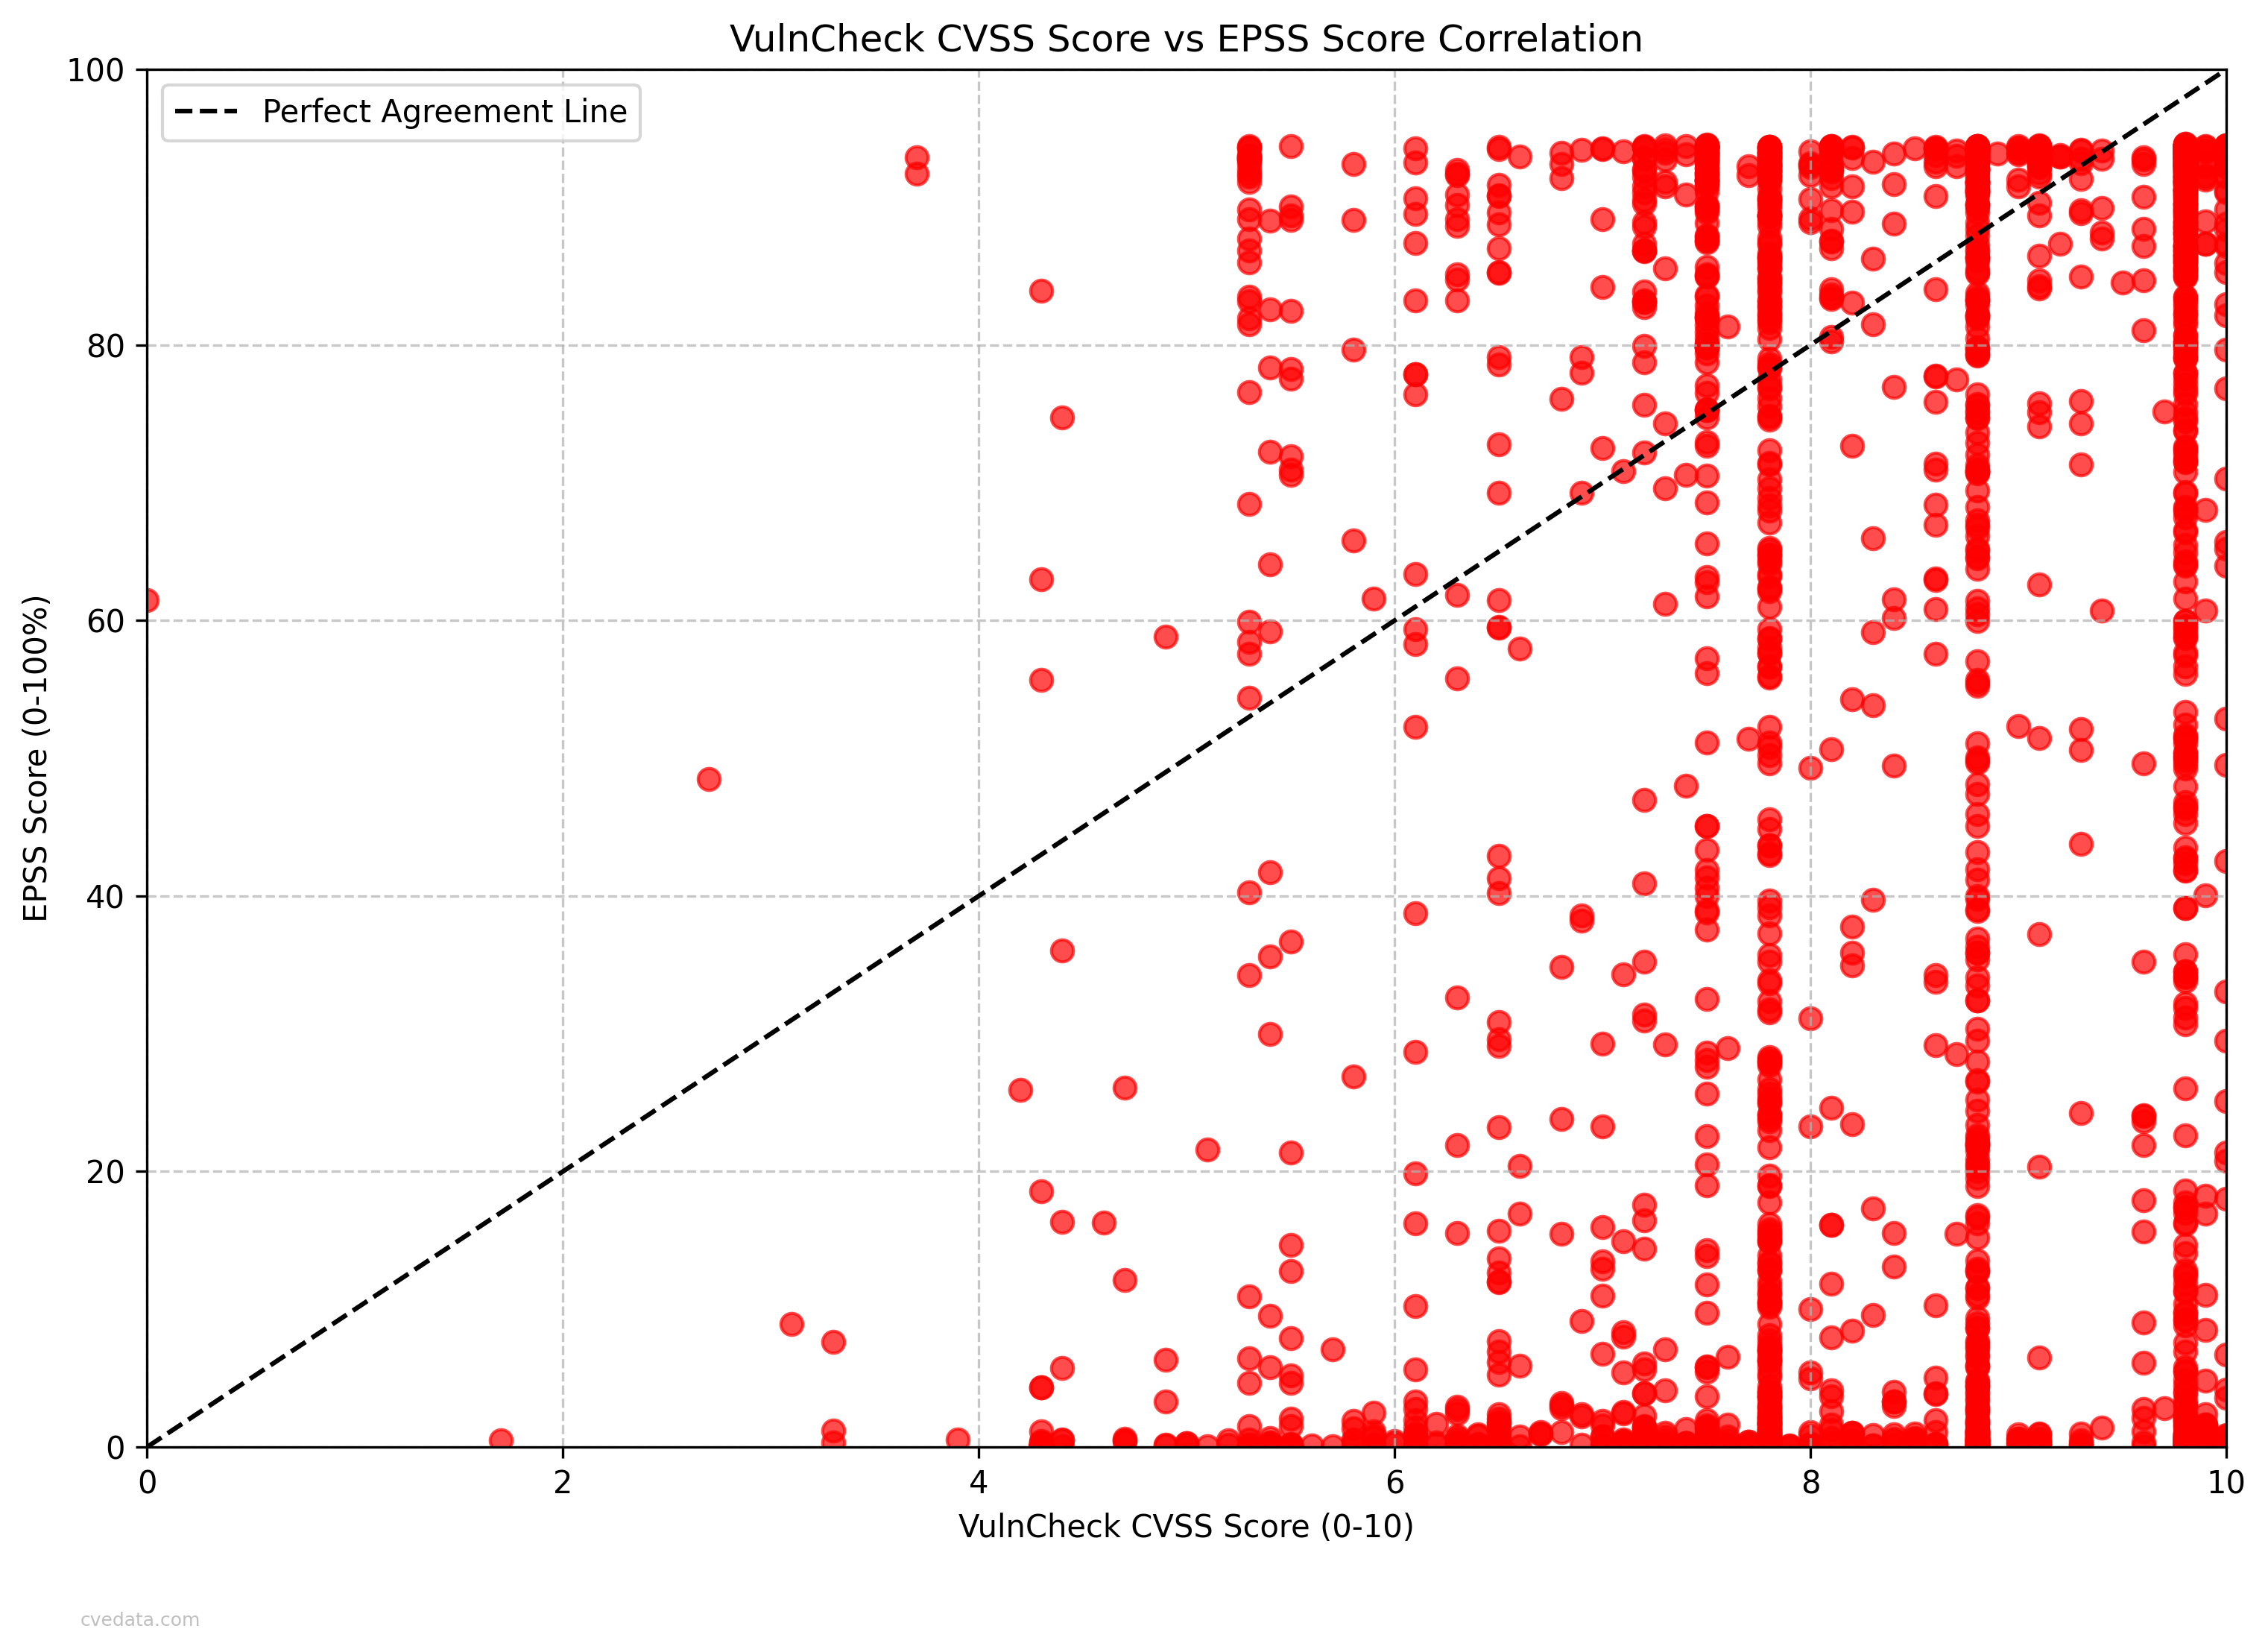 VulnCheck CVSS Score vs EPSS Score Correlation
Perfect Agreement Line
EPSS Score (0-100%)
100
80
60
40
20
0
0 2 4 6 8 10
VulnCheck CVSS Score (0-10)
cvedata.com